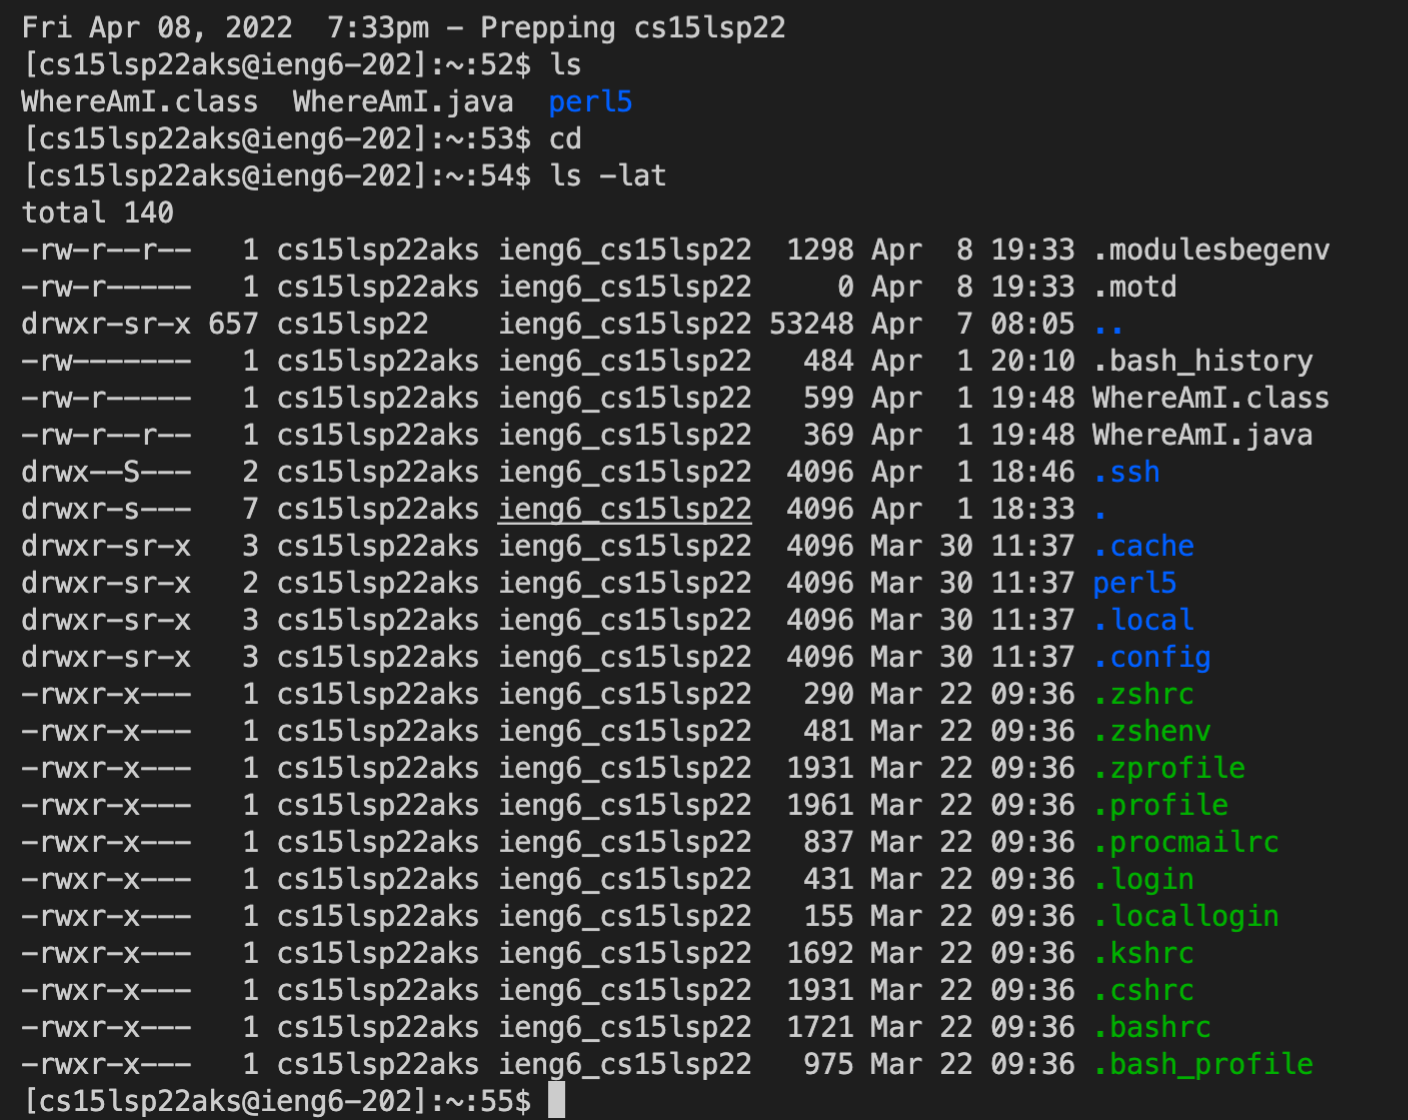 Fri Apr 08, 2022  7:33pm - Prepping cs15lsp22
[cs15lsp22aks@ieng6-202]:~:52$ ls
WhereAmI.class  WhereAmI.java  perl5
[cs15lsp22aks@ieng6-202]:~:53$ cd
[cs15lsp22aks@ieng6-202]:~:54$ ls -lat
total 140
-rw-r--r--   1 cs15lsp22aks ieng6_cs15lsp22  1298 Apr  8 19:33 .modulesbegenv
-rw-r-----   1 cs15lsp22aks ieng6_cs15lsp22     0 Apr  8 19:33 .motd
drwxr-sr-x 657 cs15lsp22    ieng6_cs15lsp22 53248 Apr  7 08:05 ..
-rw-------   1 cs15lsp22aks ieng6_cs15lsp22   484 Apr  1 20:10 .bash_history
-rw-r-----   1 cs15lsp22aks ieng6_cs15lsp22   599 Apr  1 19:48 WhereAmI.class
-rw-r--r--   1 cs15lsp22aks ieng6_cs15lsp22   369 Apr  1 19:48 WhereAmI.java
drwx--S---   2 cs15lsp22aks ieng6_cs15lsp22  4096 Apr  1 18:46 .ssh
drwxr-s---   7 cs15lsp22aks ieng6_cs15lsp22  4096 Apr  1 18:33 .
drwxr-sr-x   3 cs15lsp22aks ieng6_cs15lsp22  4096 Mar 30 11:37 .cache
drwxr-sr-x   2 cs15lsp22aks ieng6_cs15lsp22  4096 Mar 30 11:37 perl5
drwxr-sr-x   3 cs15lsp22aks ieng6_cs15lsp22  4096 Mar 30 11:37 .local
drwxr-sr-x   3 cs15lsp22aks ieng6_cs15lsp22  4096 Mar 30 11:37 .config
-rwxr-x---   1 cs15lsp22aks ieng6_cs15lsp22   290 Mar 22 09:36 .zshrc
-rwxr-x---   1 cs15lsp22aks ieng6_cs15lsp22   481 Mar 22 09:36 .zshenv
-rwxr-x---   1 cs15lsp22aks ieng6_cs15lsp22  1931 Mar 22 09:36 .zprofile
-rwxr-x---   1 cs15lsp22aks ieng6_cs15lsp22  1961 Mar 22 09:36 .profile
-rwxr-x---   1 cs15lsp22aks ieng6_cs15lsp22   837 Mar 22 09:36 .procmailrc
-rwxr-x---   1 cs15lsp22aks ieng6_cs15lsp22   431 Mar 22 09:36 .login
-rwxr-x---   1 cs15lsp22aks ieng6_cs15lsp22   155 Mar 22 09:36 .locallogin
-rwxr-x---   1 cs15lsp22aks ieng6_cs15lsp22  1692 Mar 22 09:36 .kshrc
-rwxr-x---   1 cs15lsp22aks ieng6_cs15lsp22  1931 Mar 22 09:36 .cshrc
-rwxr-x---   1 cs15lsp22aks ieng6_cs15lsp22  1721 Mar 22 09:36 .bashrc
-rwxr-x---   1 cs15lsp22aks ieng6_cs15lsp22   975 Mar 22 09:36 .bash_profile
[cs15lsp22aks@ieng6-202]:~:55$